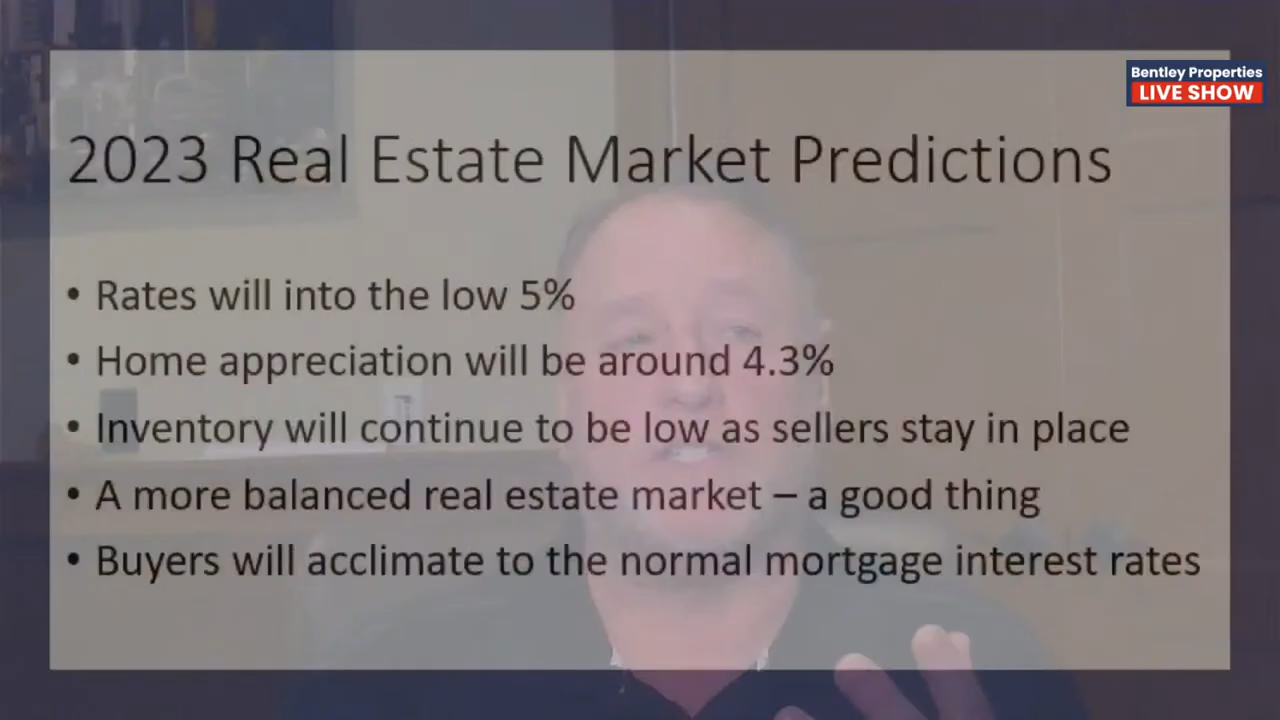 Bentley Properties
LIVE SHOW
2023 Real Estate Market Predictions
• Rates will into the low 5%
• Home appreciation will be around 4.3%
• Inventory will continue to be low as sellers stay in place
• A more balanced real estate market – a good thing
• Buyers will acclimate to the normal mortgage interest rates